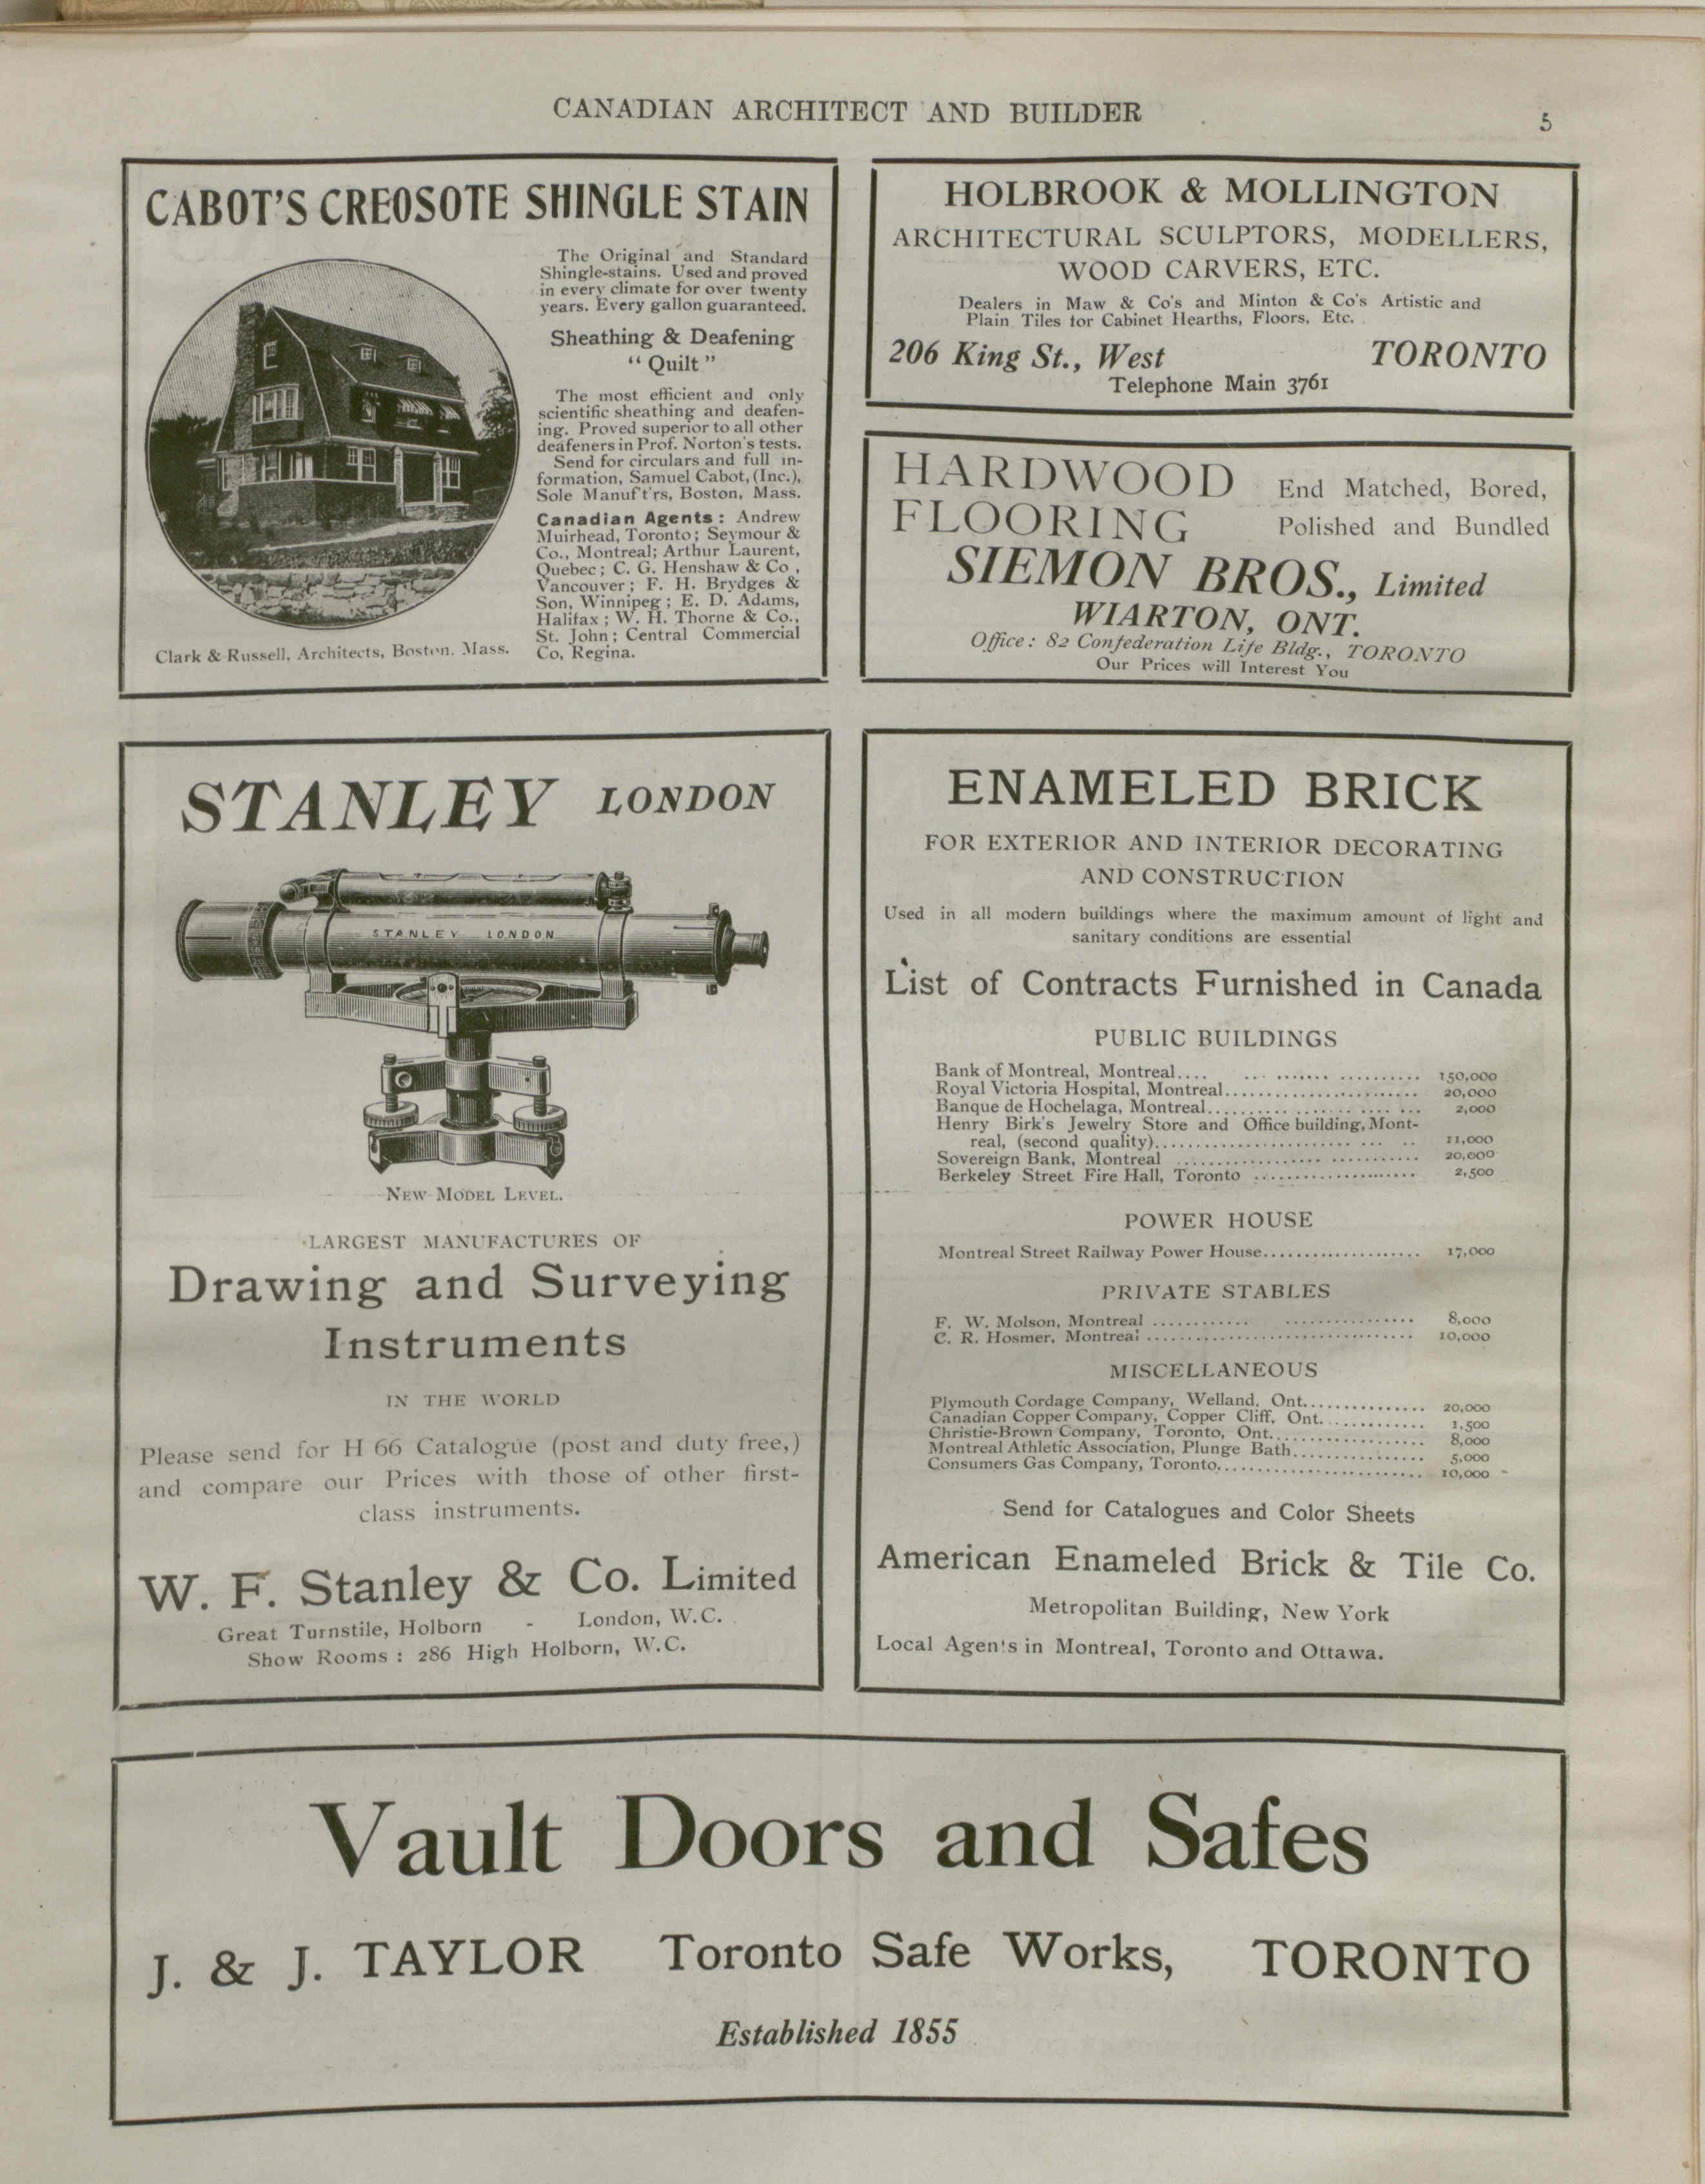 CANADIAN ARCHITECT AND BUILDER
5
CABOT'S CREOSOTE SHINGLE STAIN
The Original and Standard
Shingle-stains. Used and proved
in every climate for over twenty
years. Every gallon guaranteed.
Sheathing & Deafening
"Quilt"
The most efficient and only
scientific sheathing and deafen-
ing. Proved superior to all other
deafeners in Prof. Norton's tests.
Send for circulars and full in-
formation, Samuel Cabot, (Inc.),
Sole Manuft'rs, Boston, Mass.
Canadian Agents: Andrew
Muirhead, Toronto; Seymour &
Co., Montreal; Arthur Laurent,
Quebec; C. G. Henshaw & Co,
Vancouver; F. H. Brydges &
Son, Winnipeg; E. D. Adams,
Halifax; W. H. Thorne & Co.,
St. John; Central Commercial
Co, Regina.
Clark & Russell, Architects, Boston. Mass.
HOLBROOK & MOLLINGTON
ARCHITECTURAL SCULPTORS, MODELLERS,
WOOD CARVERS, ETC.
Dealers in Maw & Co's and Minton & Co's Artistic and
Plain Tiles for Cabinet Hearths, Floors, Etc.
206 King St., West TORONTO
Telephone Main 3761
HARDWOOD End Matched, Bored,
FLOORING Polished and Bundled
SIEMON BROS., Limited
WIARTON, ONT.
Office: 82 Confederation Life Bldg., TORONTO
Our Prices will Interest You
STANLEY LONDON
STANLEY LONDON
NEW MODEL LEVEL.
LARGEST MANUFACTURES OF
Drawing and Surveying
Instruments
IN THE WORLD
Please send for H 66 Catalogue (post and duty free,)
and compare our Prices with those of other first-
class instruments.
W. F. Stanley & Co. Limited
Great Turnstile, Holborn - London, W.C.
Show Rooms: 286 High Holborn, W.C.
ENAMELED BRICK
FOR EXTERIOR AND INTERIOR DECORATING
AND CONSTRUCTION
Used in all modern buildings where the maximum amount of light and
sanitary conditions are essential
List of Contracts Furnished in Canada
PUBLIC BUILDINGS
Bank of Montreal, Montreal.... ... ....... ........... 150,000
Royal Victoria Hospital, Montreal........................ 20,000
Banque de Hochelaga, Montreal.......... ....... .... ... 2,000
Henry Birk's Jewelry Store and Office building, Mont-
real, (second quality)......................... ... .. 11,000
Sovereign Bank, Montreal ................. ........... 20,000
Berkeley Street Fire Hall, Toronto .................... 2,500
POWER HOUSE
Montreal Street Railway Power House.................... 17,000
PRIVATE STABLES
F. W. Molson, Montreal ............ ................ 8,000
C. R. Hosmer, Montreal ................................ 10,000
MISCELLANEOUS
Plymouth Cordage Company, Welland, Ont............... 20,000
Canadian Copper Company, Copper Cliff, Ont............. 1,500
Christie-Brown Company, Toronto, Ont................... 8,000
Montreal Athletic Association, Plunge Bath................ 5,000
Consumers Gas Company, Toronto......................... 10,000
Send for Catalogues and Color Sheets
American Enameled Brick & Tile Co.
Metropolitan Building, New York
Local Agents in Montreal, Toronto and Ottawa.
Vault Doors and Safes
J. & J. TAYLOR Toronto Safe Works, TORONTO
Established 1855